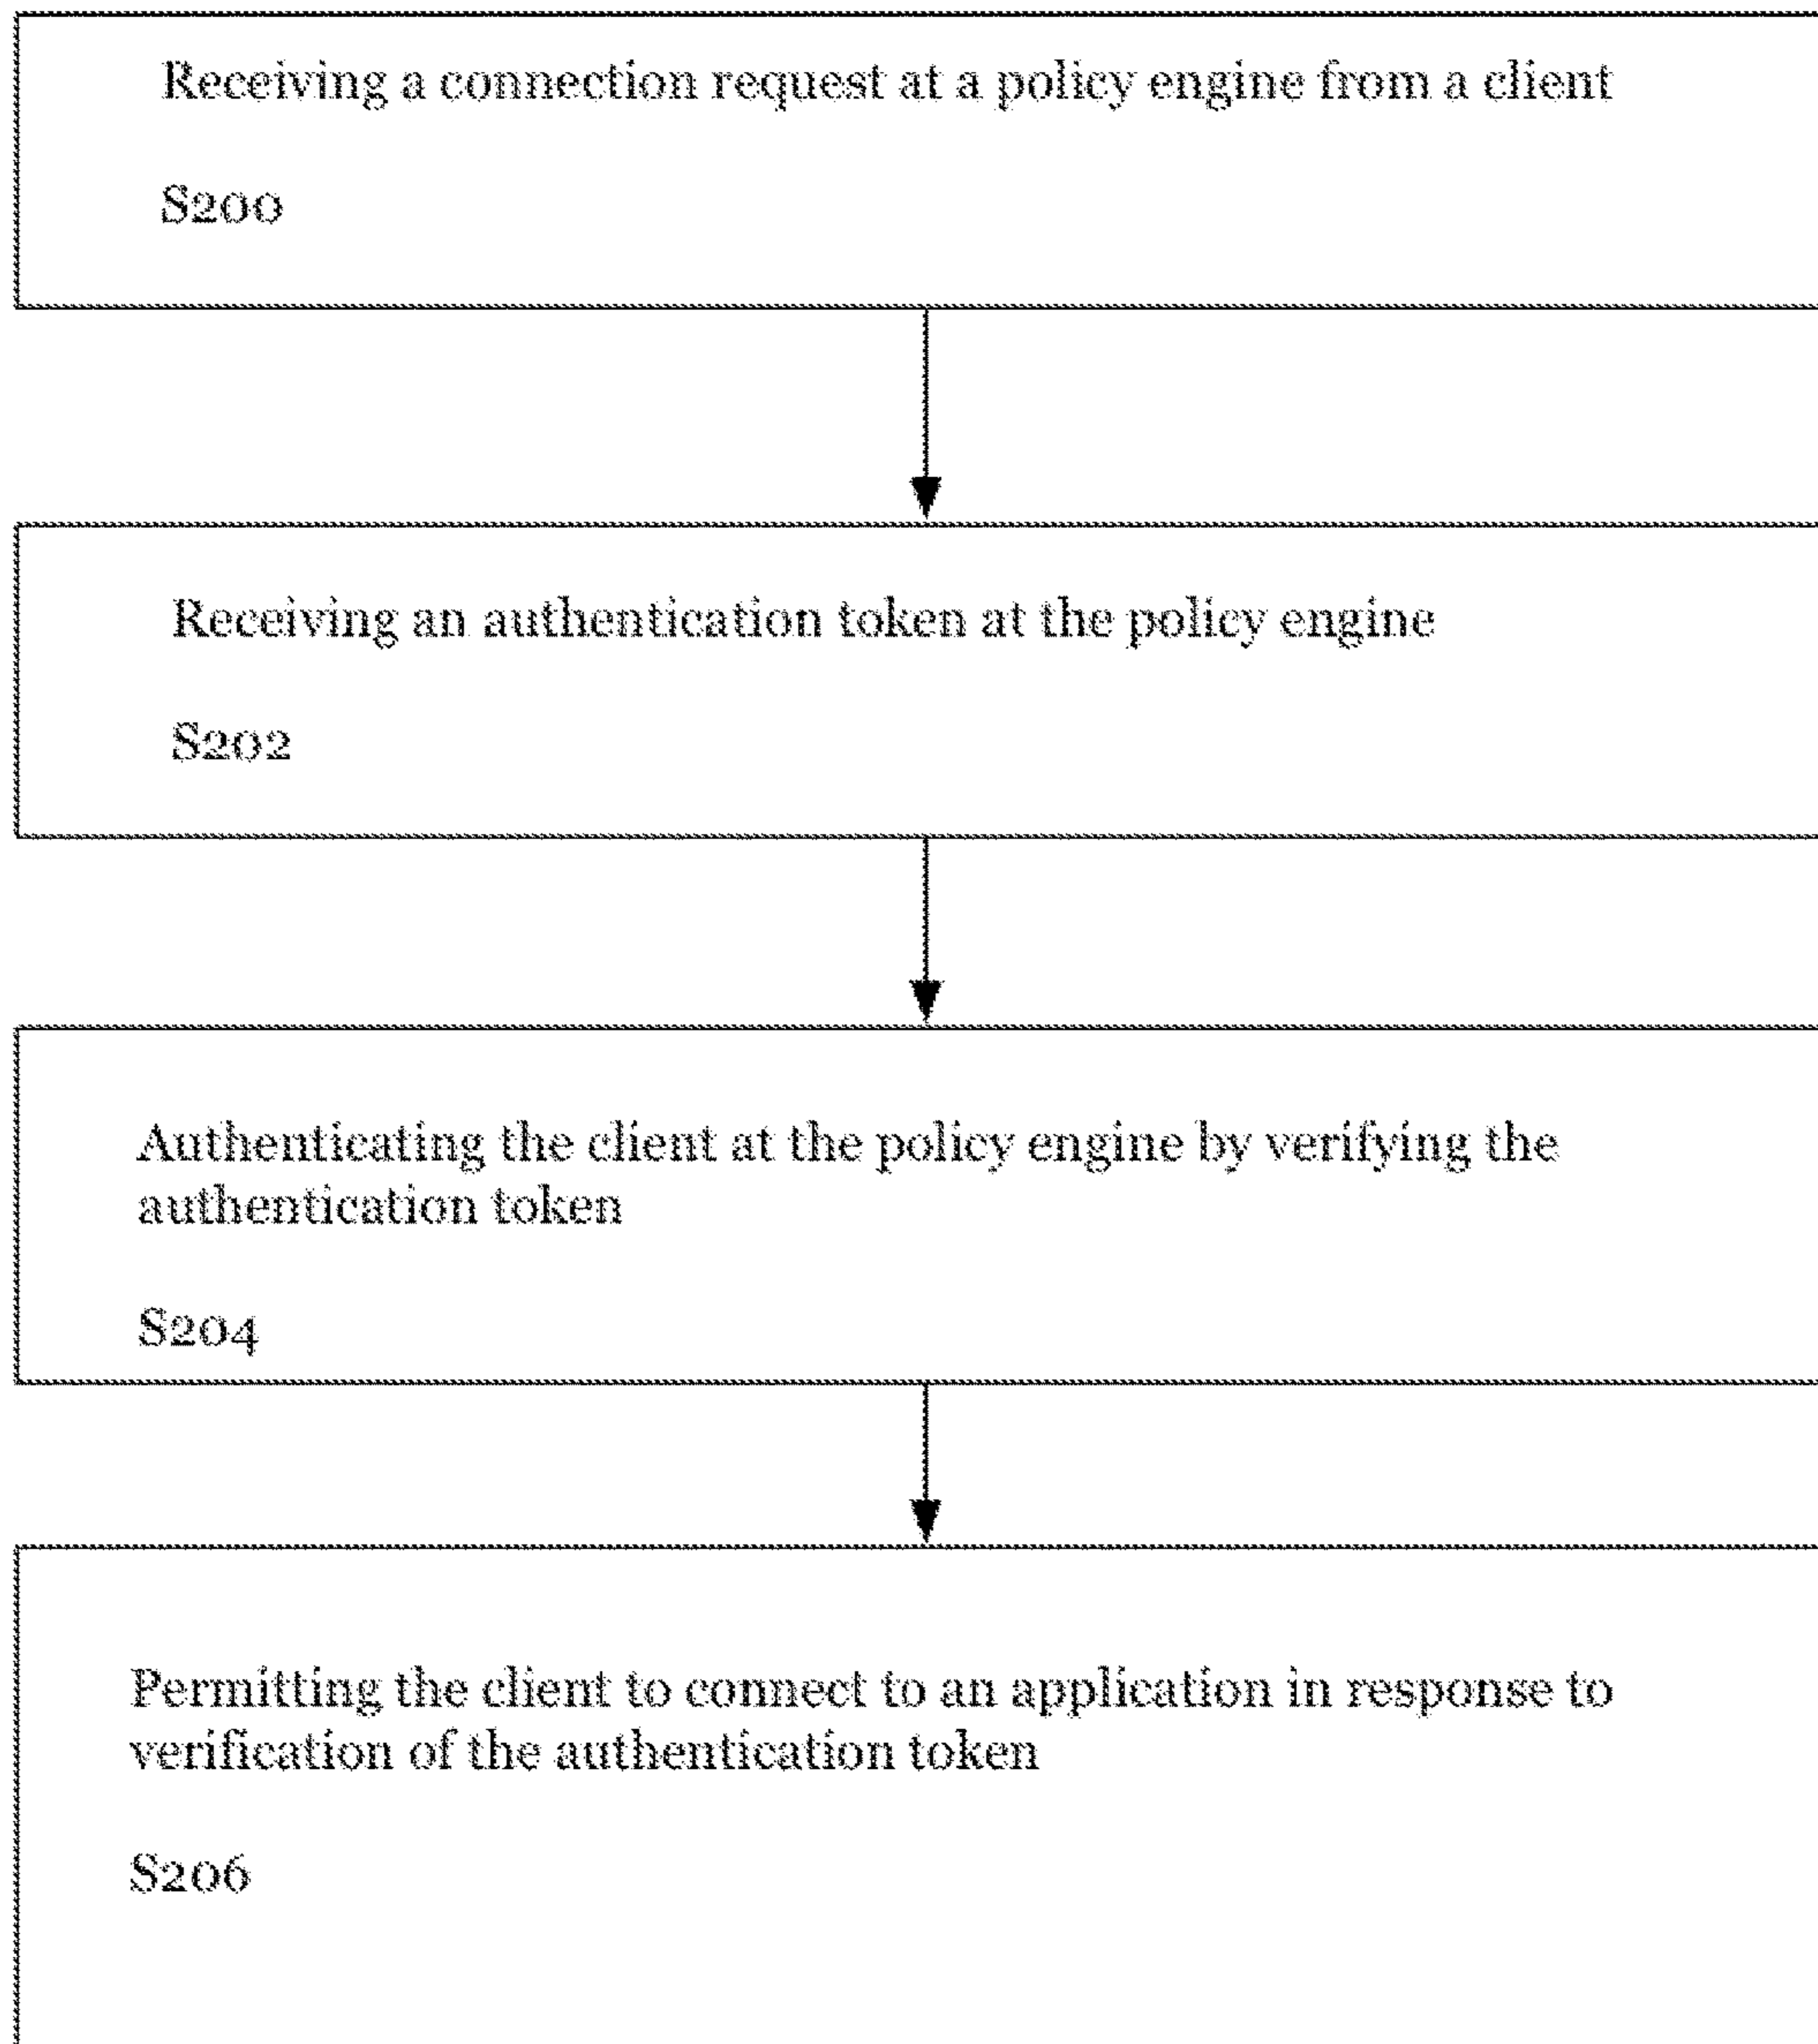 Receiving a connection request at a policy engine from a client
S200
Receiving an authentication token at the policy engine
S202
Authenticating the client at the policy engine by verifying the
authentication token
S204
Permitting the client to connect to an application in response to
verification of the authentication token
S206